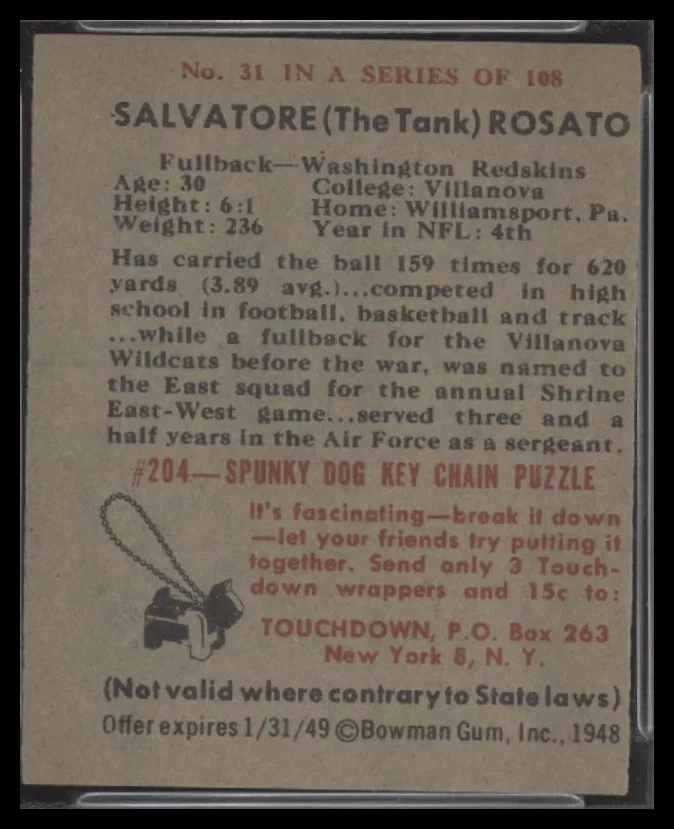 No. 31 IN A SERIES OF 108
SALVATORE (The Tank) ROSATO
Fullback—Washington Redskins
Age: 30 College: Villanova
Height: 6:1 Home: Williamsport, Pa.
Weight: 236 Year in NFL: 4th
Has carried the ball 159 times for 620
yards (3.89 avg.)...competed in high
school in football, basketball and track
...while a fullback for the Villanova
Wildcats before the war, was named to
the East squad for the annual Shrine
East-West game...served three and a
half years in the Air Force as a sergeant.
#204—SPUNKY DOG KEY CHAIN PUZZLE
It's fascinating—break it down
—let your friends try putting it
together. Send only 3 Touch-
down wrappers and 15c to:
TOUCHDOWN, P.O. Box 263
New York 8, N. Y.
(Not valid where contrary to State laws)
Offer expires 1/31/49 ©Bowman Gum, Inc., 1948